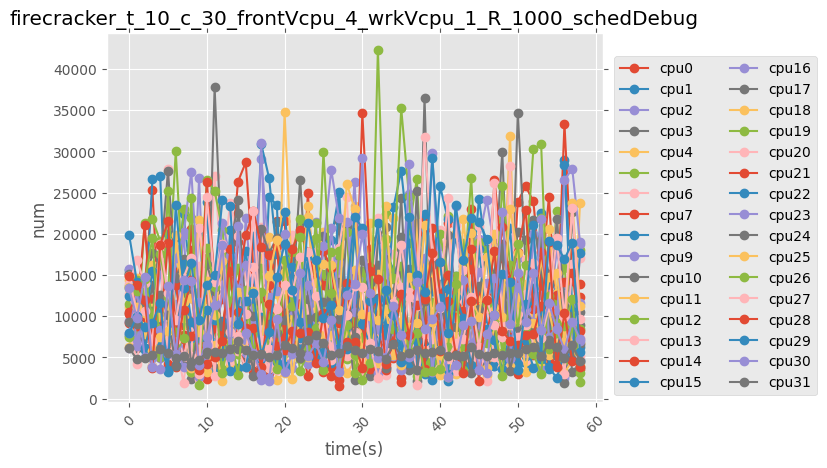 firecracker_t_10_c_30_frontVcpu_4_wrkVcpu_1_R_1000_schedDebug
num
40000
35000
30000
25000
20000
15000
10000
5000
0
0
10
20
30
40
50
60
time(s)
cpu0
cpu1
cpu2
cpu3
cpu4
cpu5
cpu6
cpu7
cpu8
cpu9
cpu10
cpu11
cpu12
cpu13
cpu14
cpu15
cpu16
cpu17
cpu18
cpu19
cpu20
cpu21
cpu22
cpu23
cpu24
cpu25
cpu26
cpu27
cpu28
cpu29
cpu30
cpu31